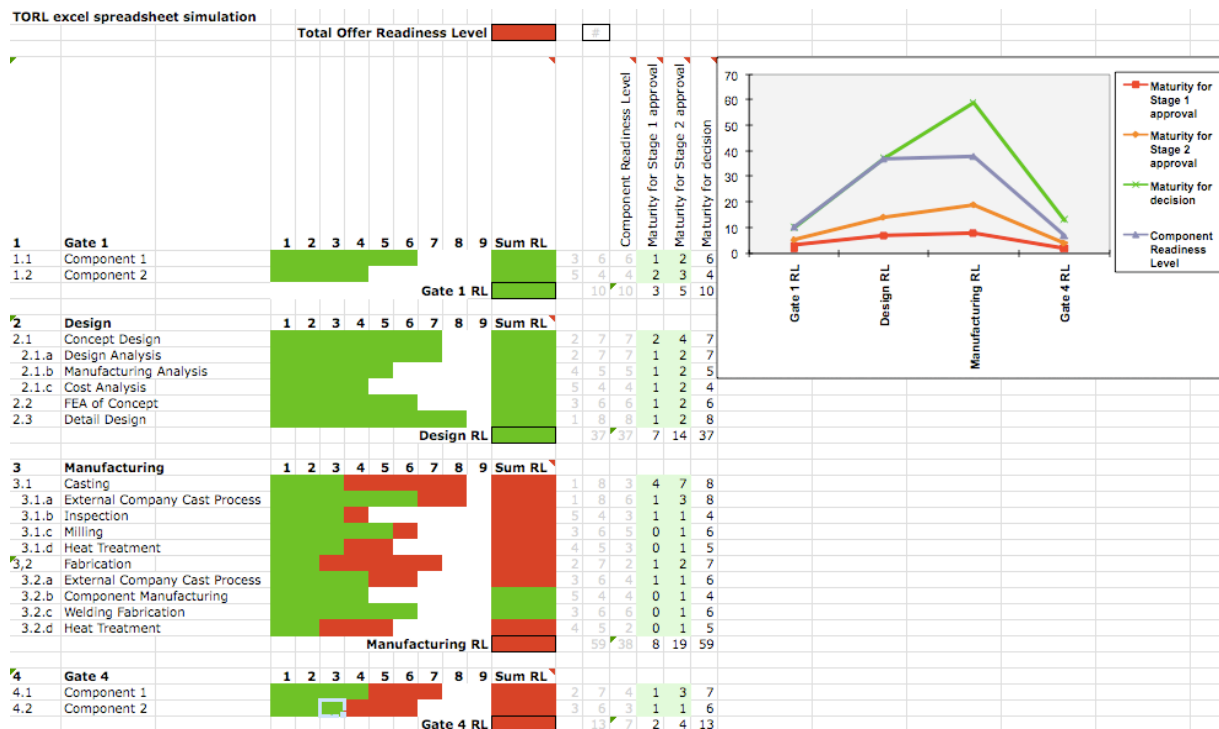 TORL excel spreadsheet simulation
Total Offer Readiness Level #
Component Readiness Level
Maturity for Stage 1 approval
Maturity for Stage 2 approval
Maturity for decision
1 Gate 1 1 2 3 4 5 6 7 8 9 Sum RL
1.1 Component 1 3 6 6 1 2 6
1.2 Component 2 5 4 4 2 3 4
Gate 1 RL 10 10 3 5 10
2 Design 1 2 3 4 5 6 7 8 9 Sum RL
2.1 Concept Design 2 7 7 2 4 7
2.1.a Design Analysis 2 7 7 1 2 7
2.1.b Manufacturing Analysis 4 5 5 1 2 5
2.1.c Cost Analysis 5 4 4 1 2 4
2.2 FEA of Concept 3 6 6 1 2 6
2.3 Detail Design 1 8 8 1 2 8
Design RL 37 37 7 14 37
3 Manufacturing 1 2 3 4 5 6 7 8 9 Sum RL
3.1 Casting 1 8 3 4 7 8
3.1.a External Company Cast Process 1 8 6 1 3 8
3.1.b Inspection 5 4 3 1 1 4
3.1.c Milling 3 6 5 0 1 6
3.1.d Heat Treatment 4 5 3 0 1 5
3,2 Fabrication 2 7 2 1 2 7
3.2.a External Company Cast Process 3 6 4 1 1 6
3.2.b Component Manufacturing 5 4 4 0 1 4
3.2.c Welding Fabrication 3 6 6 0 1 6
3.2.d Heat Treatment 4 5 2 0 1 5
Manufacturing RL 59 38 8 19 59
4 Gate 4 1 2 3 4 5 6 7 8 9 Sum RL
4.1 Component 1 2 7 4 1 3 7
4.2 Component 2 3 6 3 1 1 6
Gate 4 RL 13 7 2 4 13
70
60
50
40
30
20
10
0
Gate 1 RL
Design RL
Manufacturing RL
Gate 4 RL
Maturity for
Stage 1
approval
Maturity for
Stage 2
approval
Maturity for
decision
Component
Readiness
Level